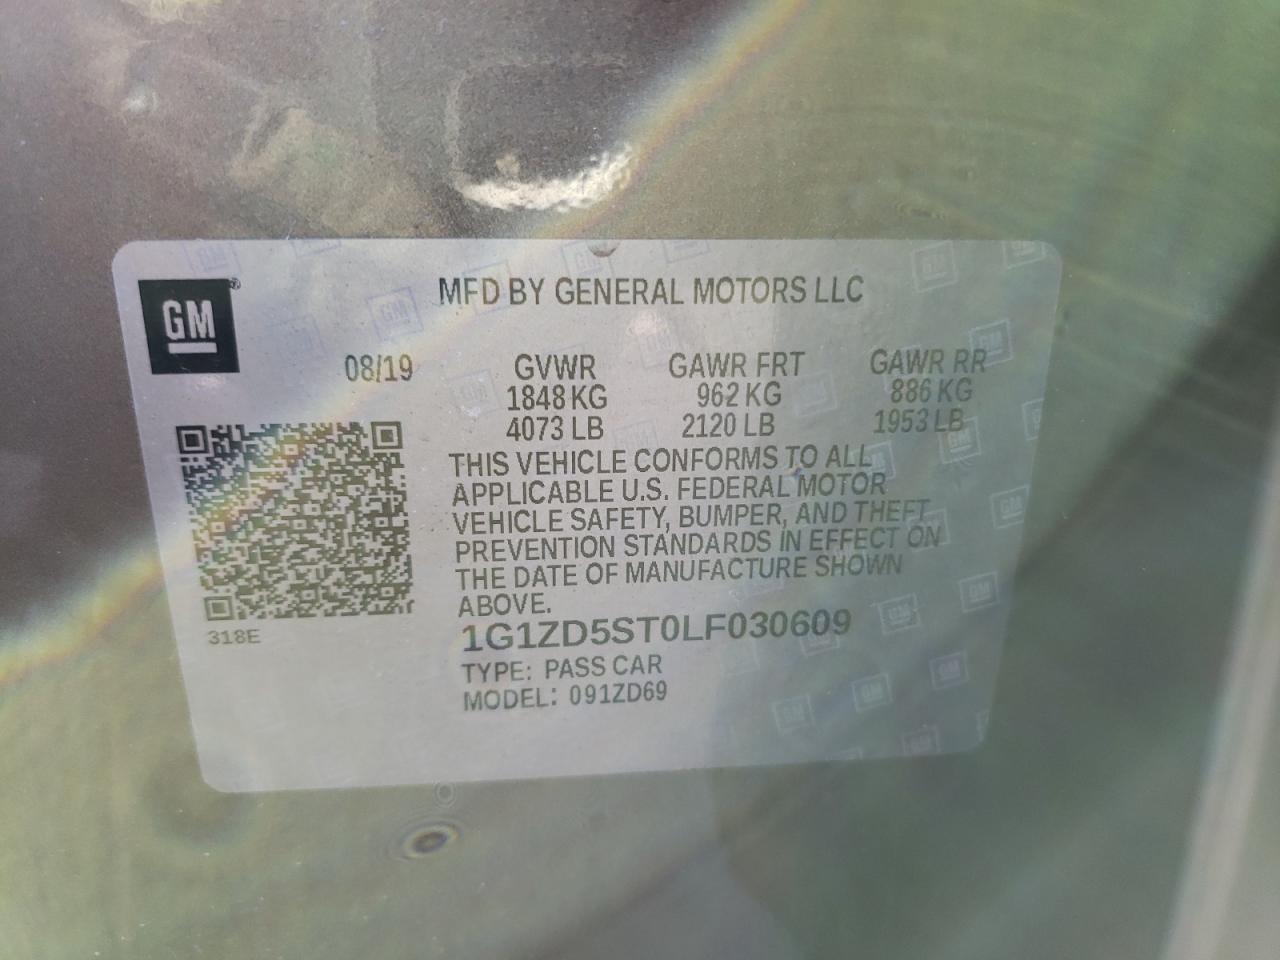 MFD BY GENERAL MOTORS LLC
GM
08/19 GVWR GAWR FRT GAWR RR
1848 KG 962 KG 886 KG
4073 LB 2120 LB 1953 LB
THIS VEHICLE CONFORMS TO ALL
APPLICABLE U.S. FEDERAL MOTOR
VEHICLE SAFETY, BUMPER, AND THEFT
PREVENTION STANDARDS IN EFFECT ON
THE DATE OF MANUFACTURE SHOWN
ABOVE.
318E
1G1ZD5ST0LF030609
TYPE: PASS CAR
MODEL: 091ZD69